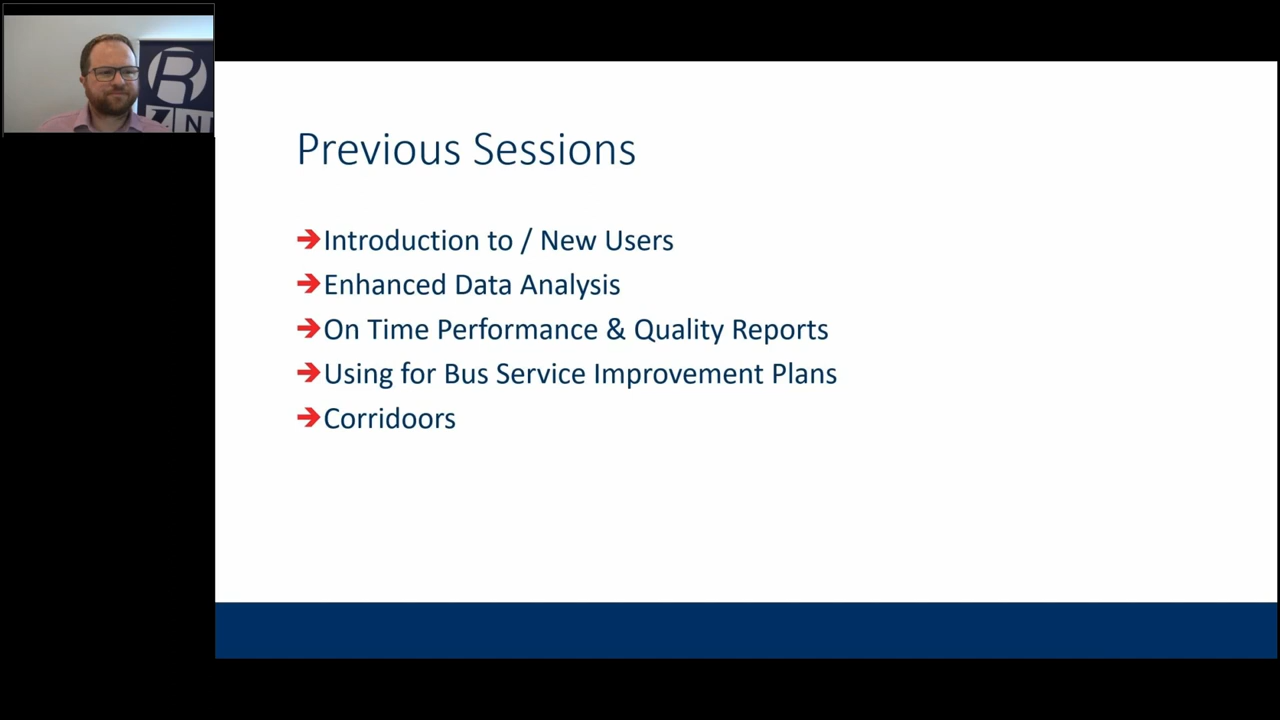 R
N
Previous Sessions
Introduction to / New Users
Enhanced Data Analysis
On Time Performance & Quality Reports
Using for Bus Service Improvement Plans
Corridoors